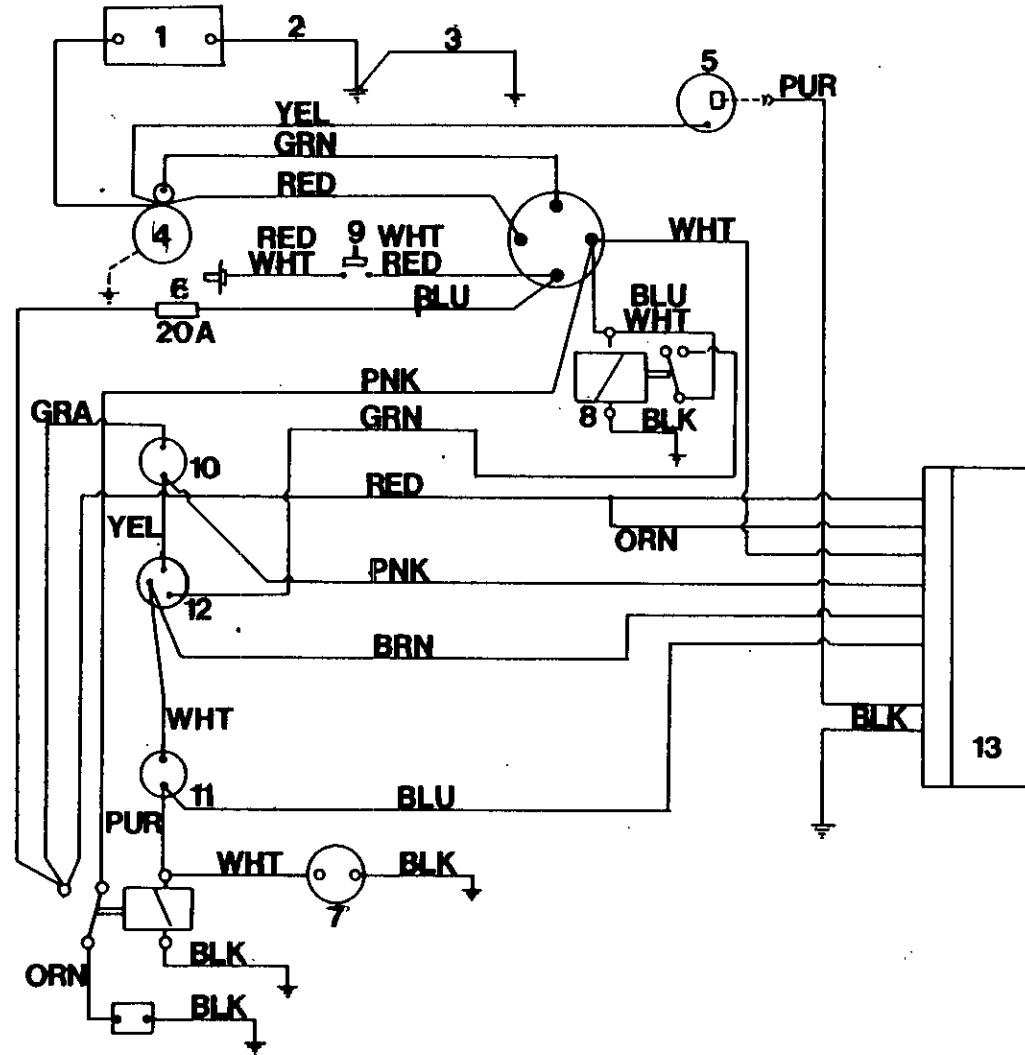 1
2
3
5
PUR
YEL
GRN
RED
4
RED
WHT
9
WHT
RED
WHT
6
20A
BLU
BLU
WHT
8
BLK
PNK
GRA
GRN
10
RED
YEL
ORN
PNK
12
BRN
WHT
BLK
13
11
BLU
PUR
WHT
7
BLK
BLK
ORN
BLK